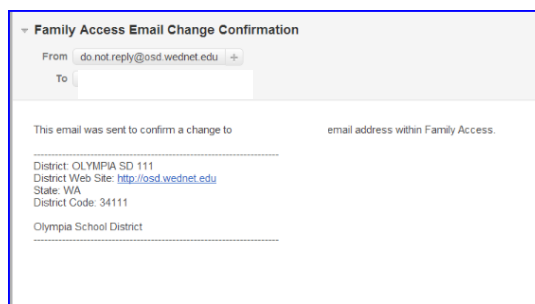 Family Access Email Change Confirmation
From do.not.reply@osd.wednet.edu +
To
This email was sent to confirm a change to email address within Family Access.
----------------------------------------------------------------------
District: OLYMPIA SD 111
District Web Site: http://osd.wednet.edu
State: WA
District Code: 34111
Olympia School District
----------------------------------------------------------------------